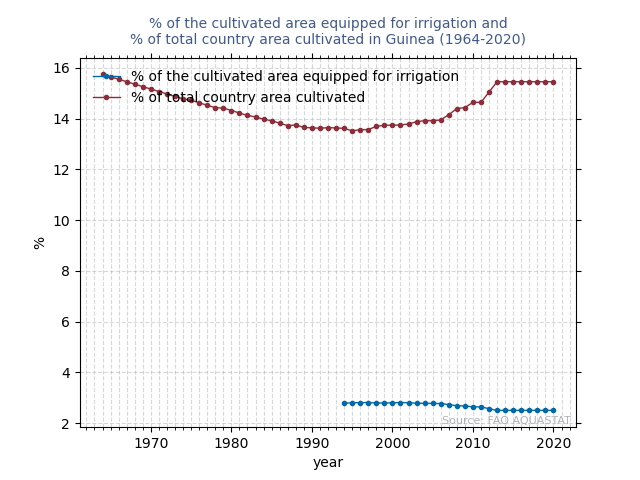 % of the cultivated area equipped for irrigation and
% of total country area cultivated in Guinea (1964-2020)
% of the cultivated area equipped for irrigation
% of total country area cultivated
16
14
12
10
8
6
4
2
%
Source: FAO AQUASTAT
1970 1980 1990 2000 2010 2020
year